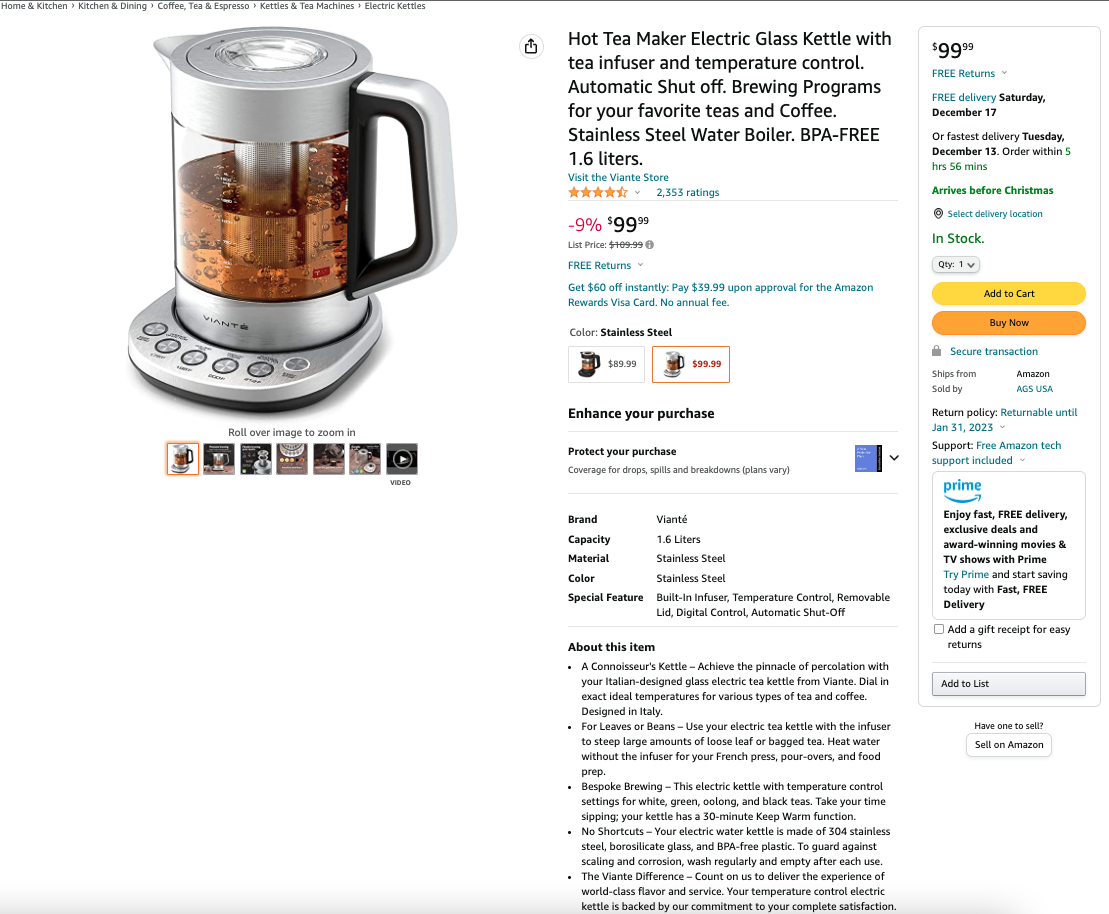 Home & Kitchen › Kitchen & Dining › Coffee, Tea & Espresso › Kettles & Tea Machines › Electric Kettles
VIANTÉ
Roll over image to zoom in
VIDEO
Hot Tea Maker Electric Glass Kettle with
tea infuser and temperature control.
Automatic Shut off. Brewing Programs
for your favorite teas and Coffee.
Stainless Steel Water Boiler. BPA-FREE
1.6 liters.
Visit the Viante Store
2,353 ratings
-9% $99 99
List Price: $109.99
FREE Returns
Get $60 off instantly: Pay $39.99 upon approval for the Amazon
Rewards Visa Card. No annual fee.
Color: Stainless Steel
$89.99
$99.99
Enhance your purchase
Protect your purchase
Coverage for drops, spills and breakdowns (plans vary)
Brand Vianté
Capacity 1.6 Liters
Material Stainless Steel
Color Stainless Steel
Special Feature Built-In Infuser, Temperature Control, Removable
Lid, Digital Control, Automatic Shut-Off
About this item
• A Connoisseur's Kettle – Achieve the pinnacle of percolation with
your Italian-designed glass electric tea kettle from Viante. Dial in
exact ideal temperatures for various types of tea and coffee.
Designed in Italy.
• For Leaves or Beans – Use your electric tea kettle with the infuser
to steep large amounts of loose leaf or bagged tea. Heat water
without the infuser for your French press, pour-overs, and food
prep.
• Bespoke Brewing – This electric kettle with temperature control
settings for white, green, oolong, and black teas. Take your time
sipping; your kettle has a 30-minute Keep Warm function.
• No Shortcuts – Your electric water kettle is made of 304 stainless
steel, borosilicate glass, and BPA-free plastic. To guard against
scaling and corrosion, wash regularly and empty after each use.
• The Viante Difference – Count on us to deliver the experience of
world-class flavor and service. Your temperature control electric
kettle is backed by our commitment to your complete satisfaction.
$99 99
FREE Returns
FREE delivery Saturday,
December 17
Or fastest delivery Tuesday,
December 13. Order within 5
hrs 56 mins
Arrives before Christmas
Select delivery location
In Stock.
Qty: 1
Add to Cart
Buy Now
Secure transaction
Ships from Amazon
Sold by AGS USA
Return policy: Returnable until
Jan 31, 2023
Support: Free Amazon tech
support included
prime
Enjoy fast, FREE delivery,
exclusive deals and
award-winning movies &
TV shows with Prime
Try Prime and start saving
today with Fast, FREE
Delivery
Add a gift receipt for easy
returns
Add to List
Have one to sell?
Sell on Amazon